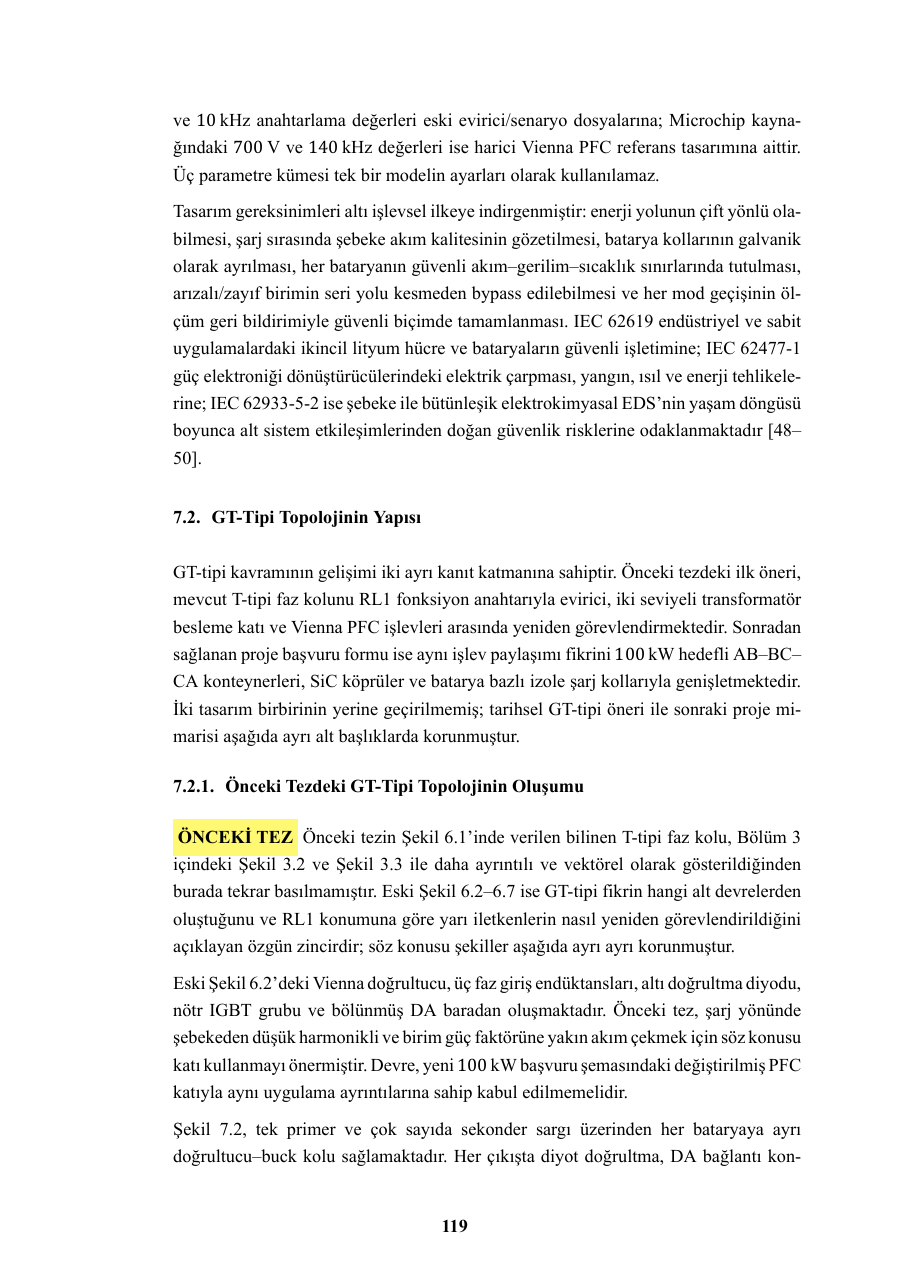 ve 10 kHz anahtarlama değerleri eski evirici/senaryo dosyalarına; Microchip kayna-
ğındaki 700 V ve 140 kHz değerleri ise harici Vienna PFC referans tasarımına aittir.
Üç parametre kümesi tek bir modelin ayarları olarak kullanılamaz.
Tasarım gereksinimleri altı işlevsel ilkeye indirgenmiştir: enerji yolunun çift yönlü ola-
bilmesi, şarj sırasında şebeke akım kalitesinin gözetilmesi, batarya kollarının galvanik
olarak ayrılması, her bataryanın güvenli akım–gerilim–sıcaklık sınırlarında tutulması,
arızalı/zayıf birimin seri yolu kesmeden bypass edilebilmesi ve her mod geçişinin öl-
çüm geri bildirimiyle güvenli biçimde tamamlanması. IEC 62619 endüstriyel ve sabit
uygulamalardaki ikincil lityum hücre ve bataryaların güvenli işletimine; IEC 62477-1
güç elektroniği dönüştürücülerindeki elektrik çarpması, yangın, ısıl ve enerji tehlikele-
rine; IEC 62933-5-2 ise şebeke ile bütünleşik elektrokimyasal EDS’nin yaşam döngüsü
boyunca alt sistem etkileşimlerinden doğan güvenlik risklerine odaklanmaktadır [48–
50].
7.2. GT-Tipi Topolojinin Yapısı
GT-tipi kavramının gelişimi iki ayrı kanıt katmanına sahiptir. Önceki tezdeki ilk öneri,
mevcut T-tipi faz kolunu RL1 fonksiyon anahtarıyla evirici, iki seviyeli transformatör
besleme katı ve Vienna PFC işlevleri arasında yeniden görevlendirmektedir. Sonradan
sağlanan proje başvuru formu ise aynı işlev paylaşımı fikrini 100 kW hedefli AB–BC–
CA konteynerleri, SiC köprüler ve batarya bazlı izole şarj kollarıyla genişletmektedir.
İki tasarım birbirinin yerine geçirilmemiş; tarihsel GT-tipi öneri ile sonraki proje mi-
marisi aşağıda ayrı alt başlıklarda korunmuştur.
7.2.1. Önceki Tezdeki GT-Tipi Topolojinin Oluşumu
ÖNCEKİ TEZ Önceki tezin Şekil 6.1’inde verilen bilinen T-tipi faz kolu, Bölüm 3
içindeki Şekil 3.2 ve Şekil 3.3 ile daha ayrıntılı ve vektörel olarak gösterildiğinden
burada tekrar basılmamıştır. Eski Şekil 6.2–6.7 ise GT-tipi fikrin hangi alt devrelerden
oluştuğunu ve RL1 konumuna göre yarı iletkenlerin nasıl yeniden görevlendirildiğini
açıklayan özgün zincirdir; söz konusu şekiller aşağıda ayrı ayrı korunmuştur.
Eski Şekil 6.2’deki Vienna doğrultucu, üç faz giriş endüktansları, altı doğrultma diyodu,
nötr IGBT grubu ve bölünmüş DA baradan oluşmaktadır. Önceki tez, şarj yönünde
şebekeden düşük harmonikli ve birim güç faktörüne yakın akım çekmek için söz konusu
katı kullanmayı önermiştir. Devre, yeni 100 kW başvuru şemasındaki değiştirilmiş PFC
katıyla aynı uygulama ayrıntılarına sahip kabul edilmemelidir.
Şekil 7.2, tek primer ve çok sayıda sekonder sargı üzerinden her bataryaya ayrı
doğrultucu–buck kolu sağlamaktadır. Her çıkışta diyot doğrultma, DA bağlantı kon-
119